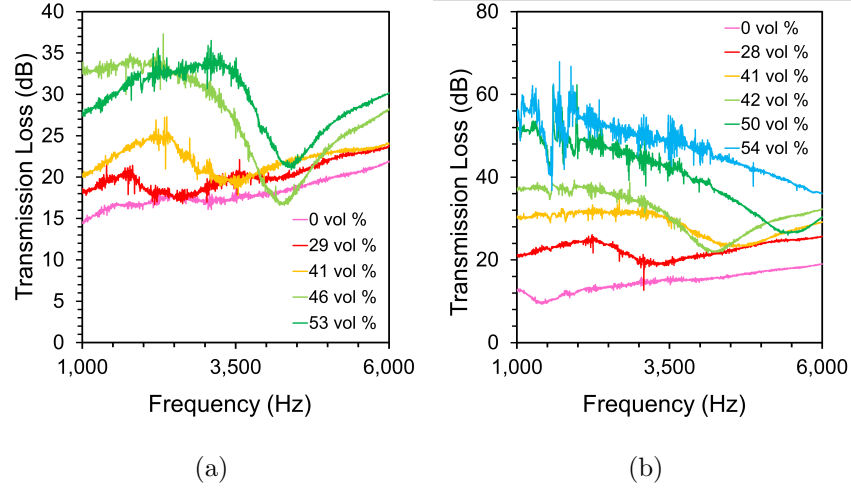 40
35
30
25
20
15
10
5
0
Transmission Loss (dB)
0 vol %
29 vol %
41 vol %
46 vol %
53 vol %
1,000
3,500
6,000
Frequency (Hz)
(a)
80
60
40
20
0
Transmission Loss (dB)
0 vol %
28 vol %
41 vol %
42 vol %
50 vol %
54 vol %
1,000
3,500
6,000
Frequency (Hz)
(b)